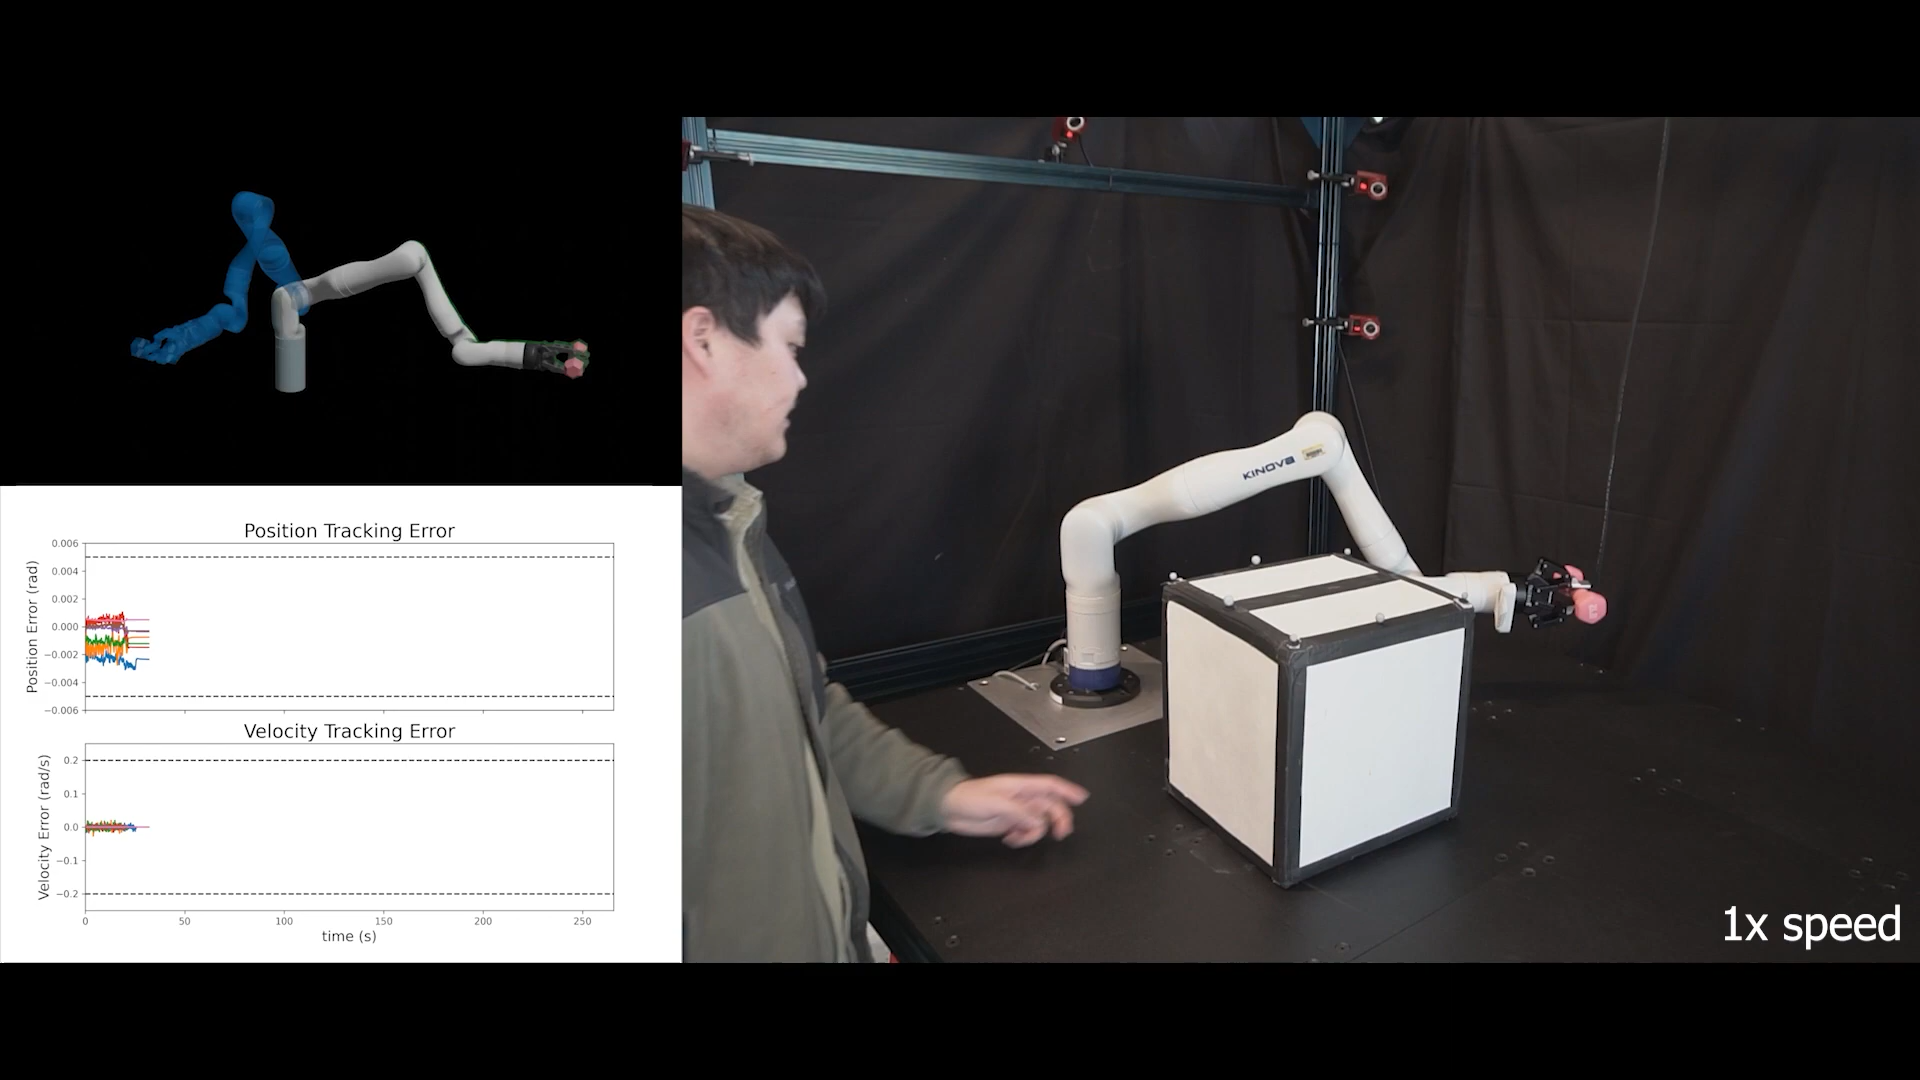 Position Tracking Error
Position Error (rad)
0.006
0.004
0.002
0.000
−0.002
−0.004
−0.006
Velocity Tracking Error
Velocity Error (rad/s)
0.2
0.1
0.0
−0.1
−0.2
0 50 100 150 200 250
time (s)
KINOVA
1x speed